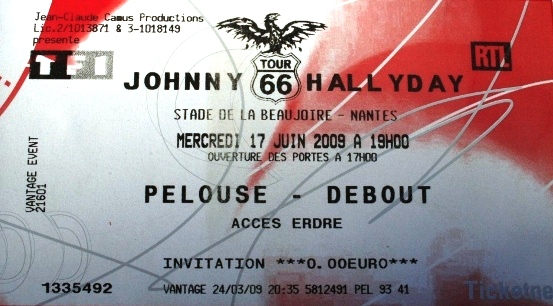 Jean-Claude Camus Productions
Lic.2/1013871 & 3-1018149
presente
TF1
RTL
JOHNNY TOUR 66 HALLYDAY
STADE DE LA BEAUJOIRE - NANTES
MERCREDI 17 JUIN 2009 A 19H00
OUVERTURE DES PORTES A 17H00
VANTAGE EVENT
21601
PELOUSE - DEBOUT
ACCES ERDRE
INVITATION ***0.00EURO***
1335492
VANTAGE 24/03/09 20:35 5812491 PEL 93 41
Ticketne